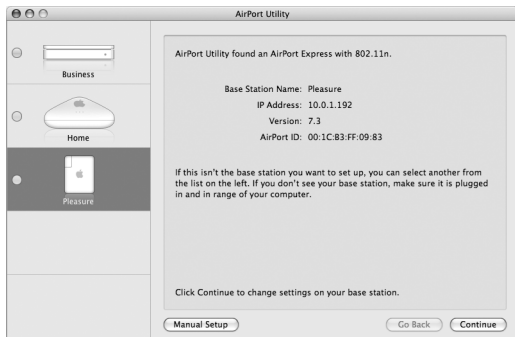 AirPort Utility
Business
Home
Pleasure
AirPort Utility found an AirPort Express with 802.11n.
Base Station Name: Pleasure
IP Address: 10.0.1.192
Version: 7.3
AirPort ID: 00:1C:B3:FF:09:83
If this isn't the base station you want to set up, you can select another from
the list on the left. If you don't see your base station, make sure it is plugged
in and in range of your computer.
Click Continue to change settings on your base station.
Manual Setup
Go Back
Continue